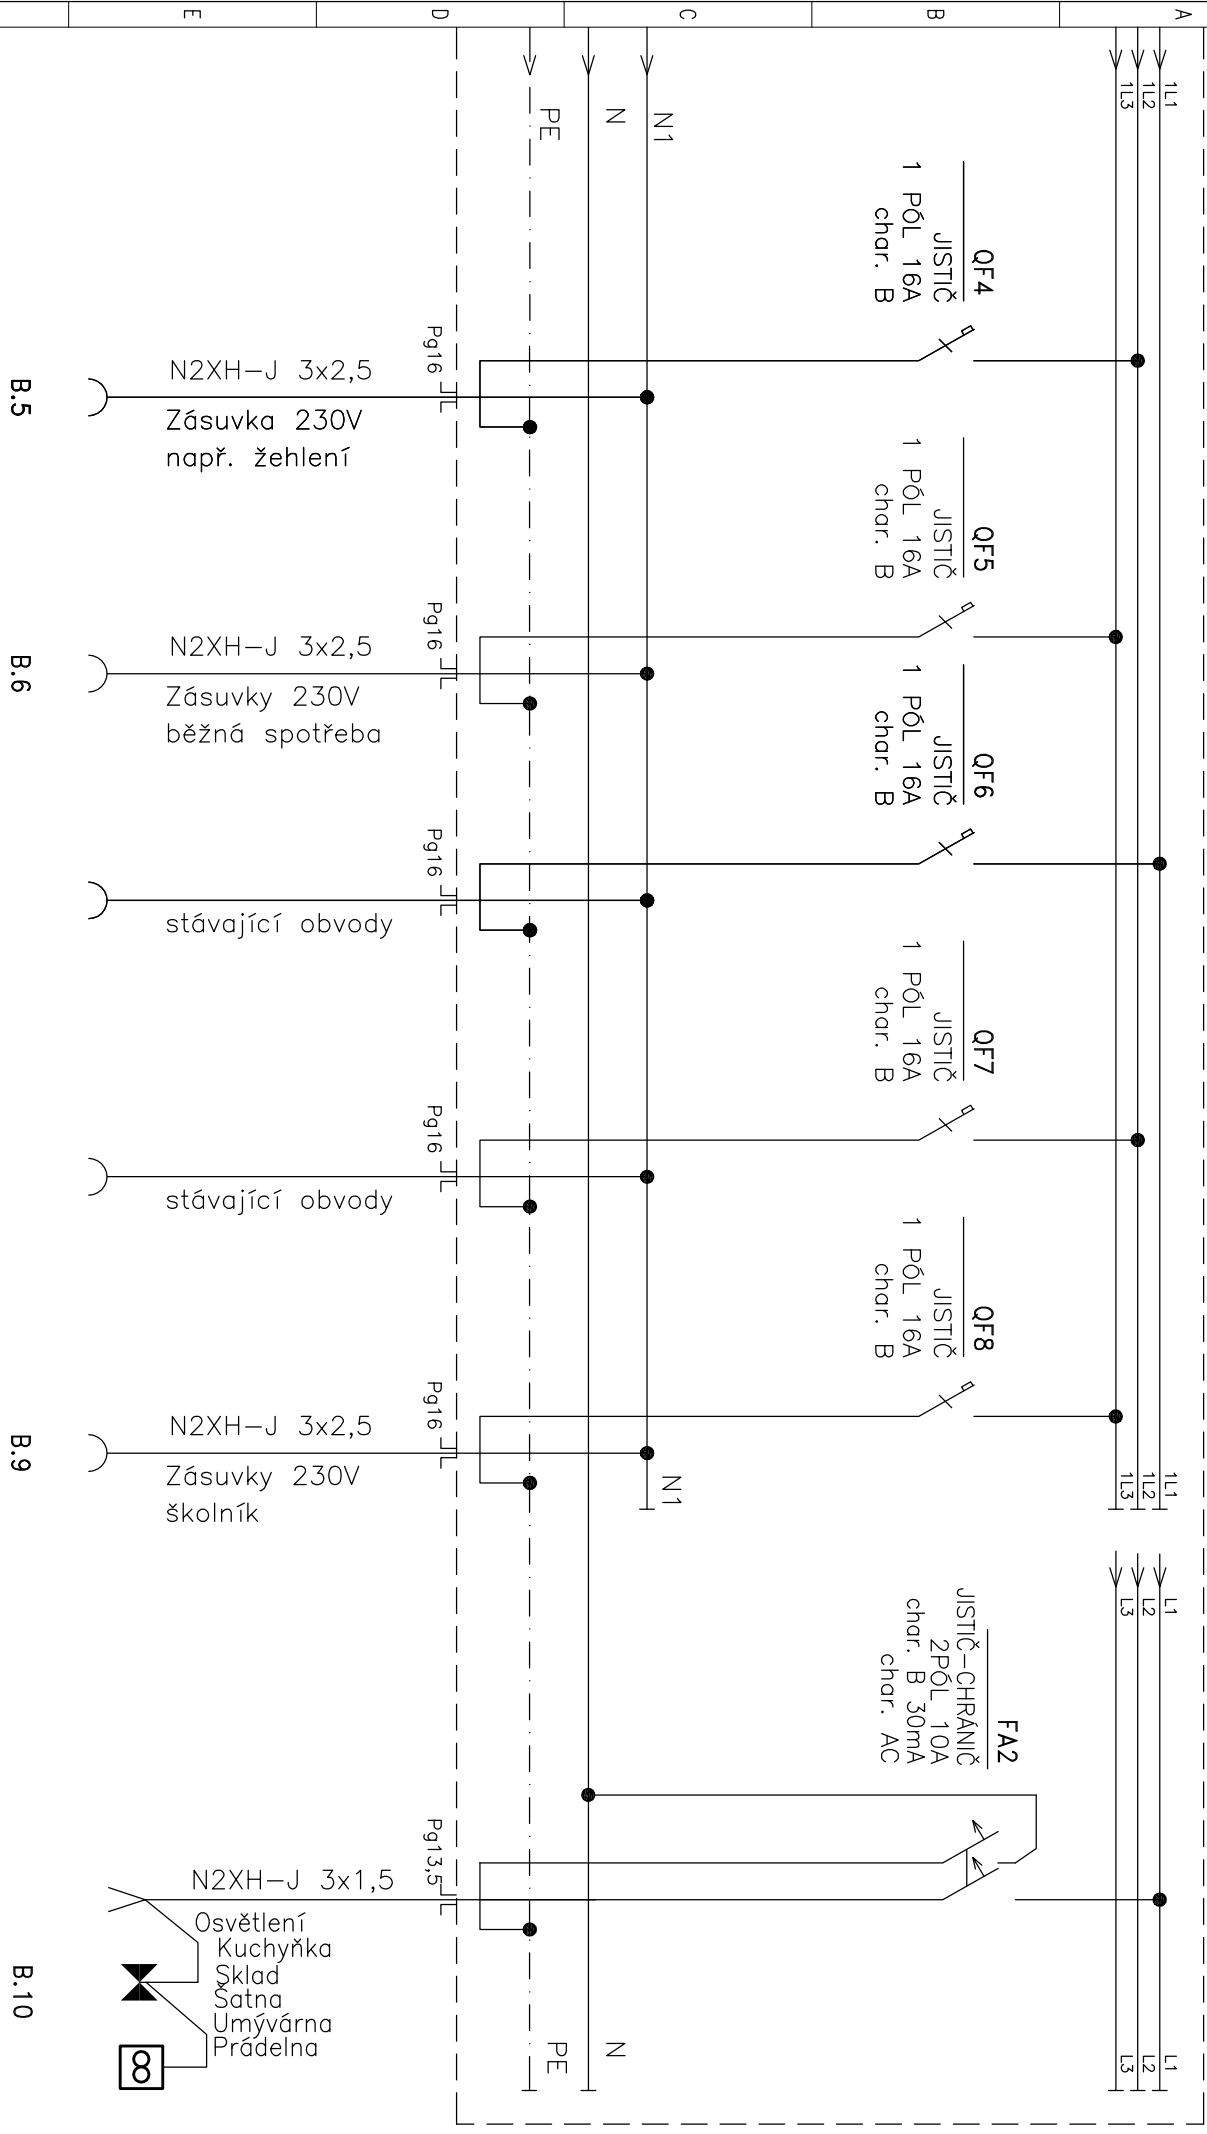 E
D
C
B
A
1L1
1L2
1L3
N1
N
PE
QF4
JISTIČ
1 PÓL 16A
char. B
Pg16
N2XH-J 3x2,5
Zásuvka 230V
např. žehlení
B.5
QF5
JISTIČ
1 PÓL 16A
char. B
Pg16
N2XH-J 3x2,5
Zásuvky 230V
běžná spotřeba
B.6
QF6
JISTIČ
1 PÓL 16A
char. B
Pg16
stávající obvody
QF7
JISTIČ
1 PÓL 16A
char. B
Pg16
stávající obvody
QF8
JISTIČ
1 PÓL 16A
char. B
Pg16
N2XH-J 3x2,5
Zásuvky 230V
školník
B.9
1L1
1L2
1L3
N1
L1
L2
L3
FA2
JISTIČ-CHRÁNIČ
2PÓL 10A
char. B 30mA
char. AC
Pg13,5
N2XH-J 3x1,5
Osvětlení
Kuchyňka
Sklad
Šatna
Umývárna
Prádelna
8
B.10
L1
L2
L3
N
PE